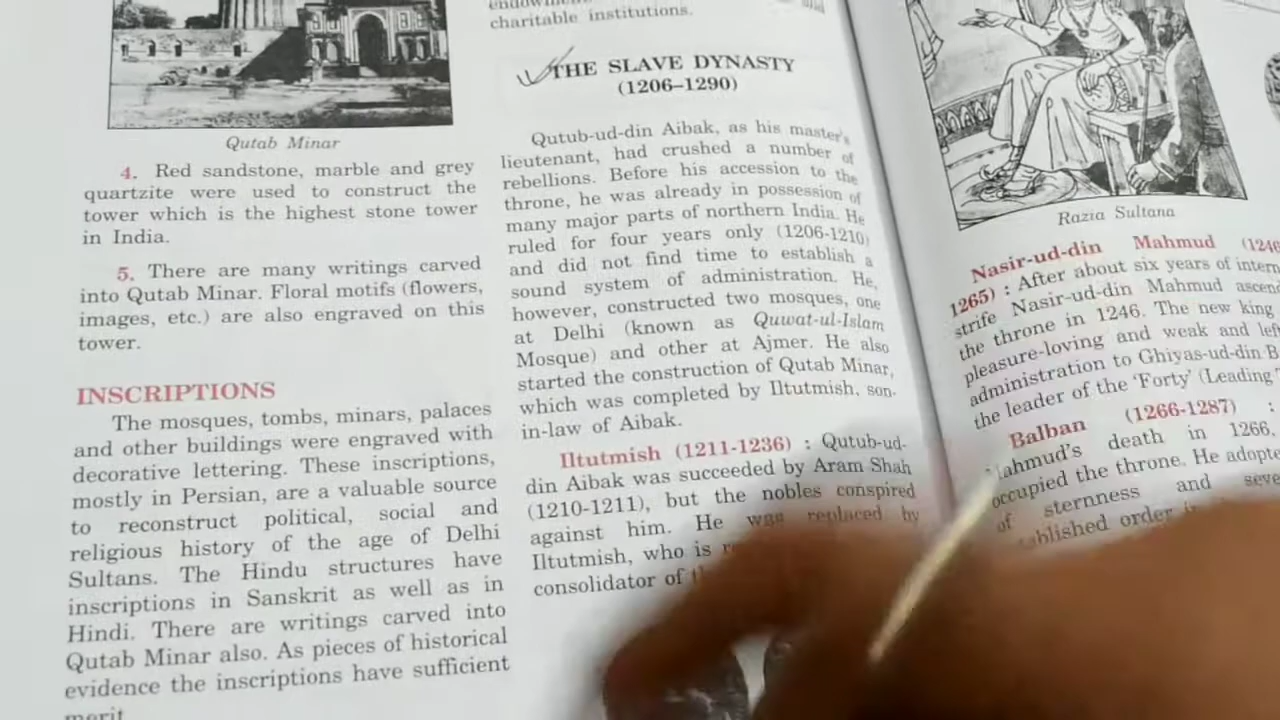 Qutab Minar
4. Red sandstone, marble and grey
quartzite were used to construct the
tower which is the highest stone tower
in India.
5. There are many writings carved
into Qutab Minar. Floral motifs (flowers,
images, etc.) are also engraved on this
tower.
INSCRIPTIONS
The mosques, tombs, minars, palaces
and other buildings were engraved with
decorative lettering. These inscriptions,
mostly in Persian, are a valuable source
to reconstruct political, social and
religious history of the age of Delhi
Sultans. The Hindu structures have
inscriptions in Sanskrit as well as in
Hindi. There are writings carved into
Qutab Minar also. As pieces of historical
evidence the inscriptions have sufficient
merit
charitable institutions.
THE SLAVE DYNASTY
(1206–1290)
Qutub-ud-din Aibak, as his master's
lieutenant, had crushed a number of
rebellions. Before his accession to the
throne, he was already in possession of
many major parts of northern India. He
ruled for four years only (1206-1210)
and did not find time to establish a
sound system of administration. He,
however, constructed two mosques, one
at Delhi (known as Quwat-ul-Islam
Mosque) and other at Ajmer. He also
started the construction of Qutab Minar,
which was completed by Iltutmish, son-
in-law of Aibak.
Iltutmish (1211-1236) : Qutub-ud-
din Aibak was succeeded by Aram Shah
(1210-1211), but the nobles conspired
against him. He was replaced by
Iltutmish, who is
consolidator of
Razia Sultana
Nasir-ud-din Mahmud
1265) : After about six years of
strife Nasir-ud-din Mahmud
the throne in 1246. The new king
pleasure-loving and weak and left
administration to Ghiyas-ud-din
the leader of the 'Forty' (Leading
Balban (1266-1287) :
death in 1266,
occupied the throne. He
of sternness and
order